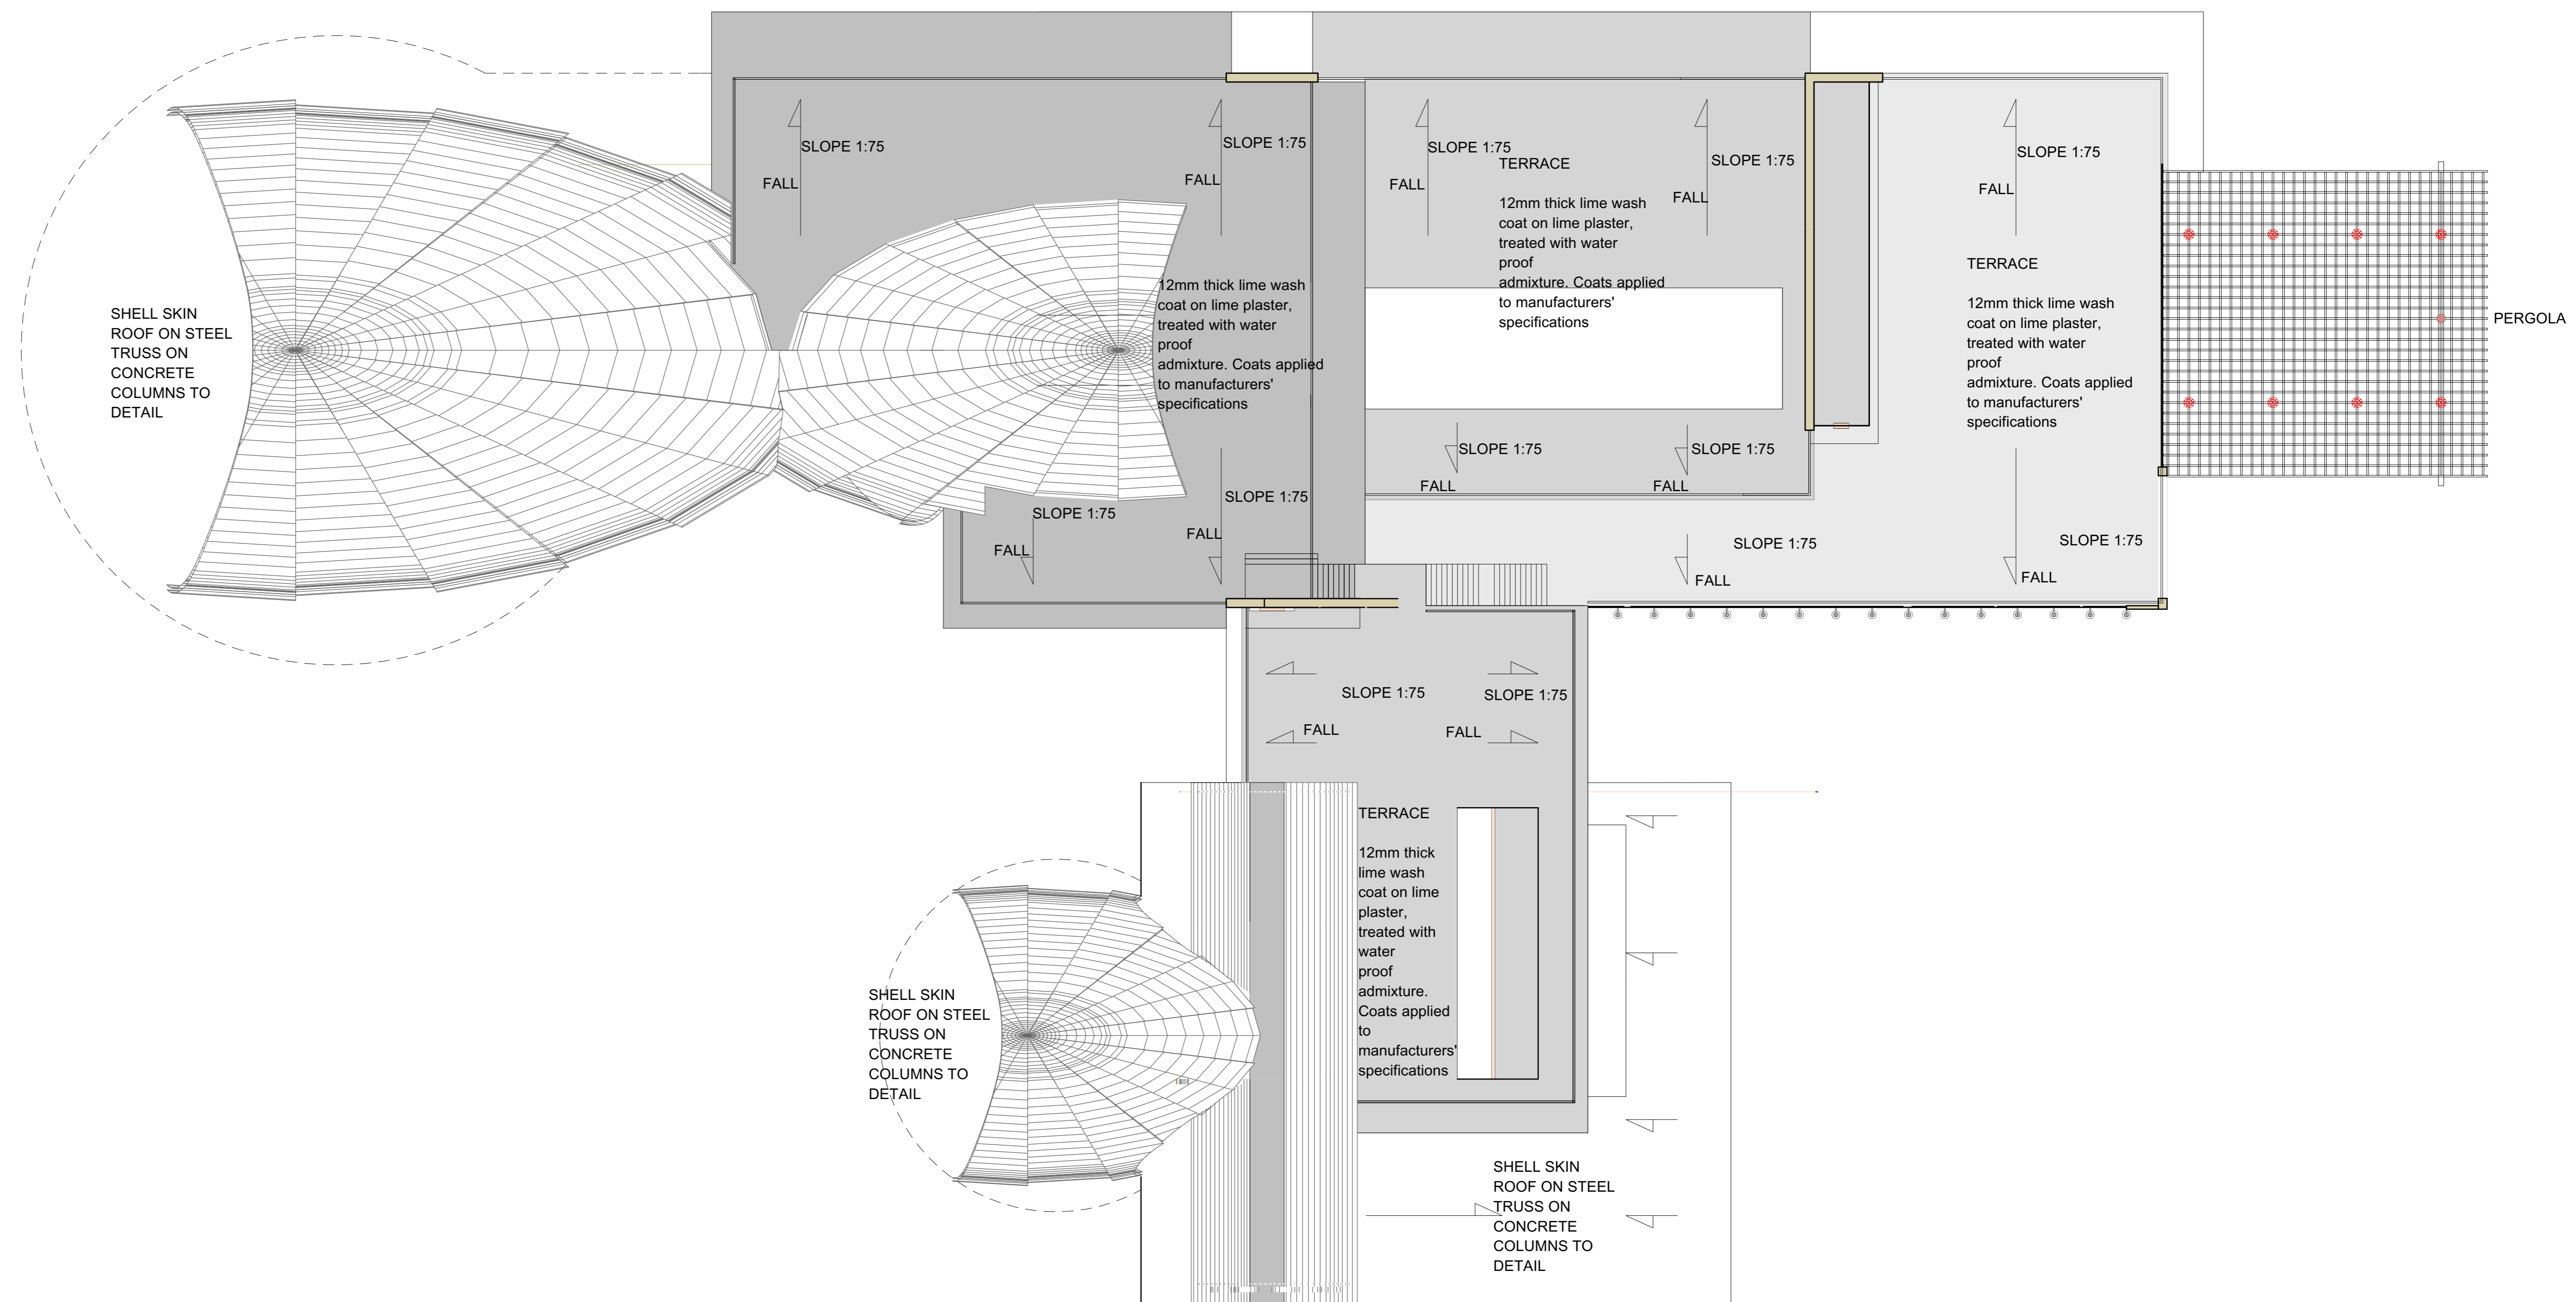 SLOPE 1:75
FALL
SLOPE 1:75
FALL
SLOPE 1:75
FALL
SLOPE 1:75
FALL
SLOPE 1:75
FALL
TERRACE
12mm thick lime wash
coat on lime plaster,
treated with water
proof
admixture. Coats applied
to manufacturers'
specifications
TERRACE
12mm thick lime wash
coat on lime plaster,
treated with water
proof
admixture. Coats applied
to manufacturers'
specifications
12mm thick lime wash
coat on lime plaster,
treated with water
proof
admixture. Coats applied
to manufacturers'
specifications
SHELL SKIN
ROOF ON STEEL
TRUSS ON
CONCRETE
COLUMNS TO
DETAIL
PERGOLA
SLOPE 1:75
FALL
SLOPE 1:75
FALL
SLOPE 1:75
FALL
SLOPE 1:75
FALL
SLOPE 1:75
FALL
SLOPE 1:75
FALL
SLOPE 1:75
FALL
SLOPE 1:75
FALL
TERRACE
12mm thick
lime wash
coat on lime
plaster,
treated with
water
proof
admixture.
Coats applied
to
manufacturers'
specifications
SHELL SKIN
ROOF ON STEEL
TRUSS ON
CONCRETE
COLUMNS TO
DETAIL
SHELL SKIN
ROOF ON STEEL
TRUSS ON
CONCRETE
COLUMNS TO
DETAIL